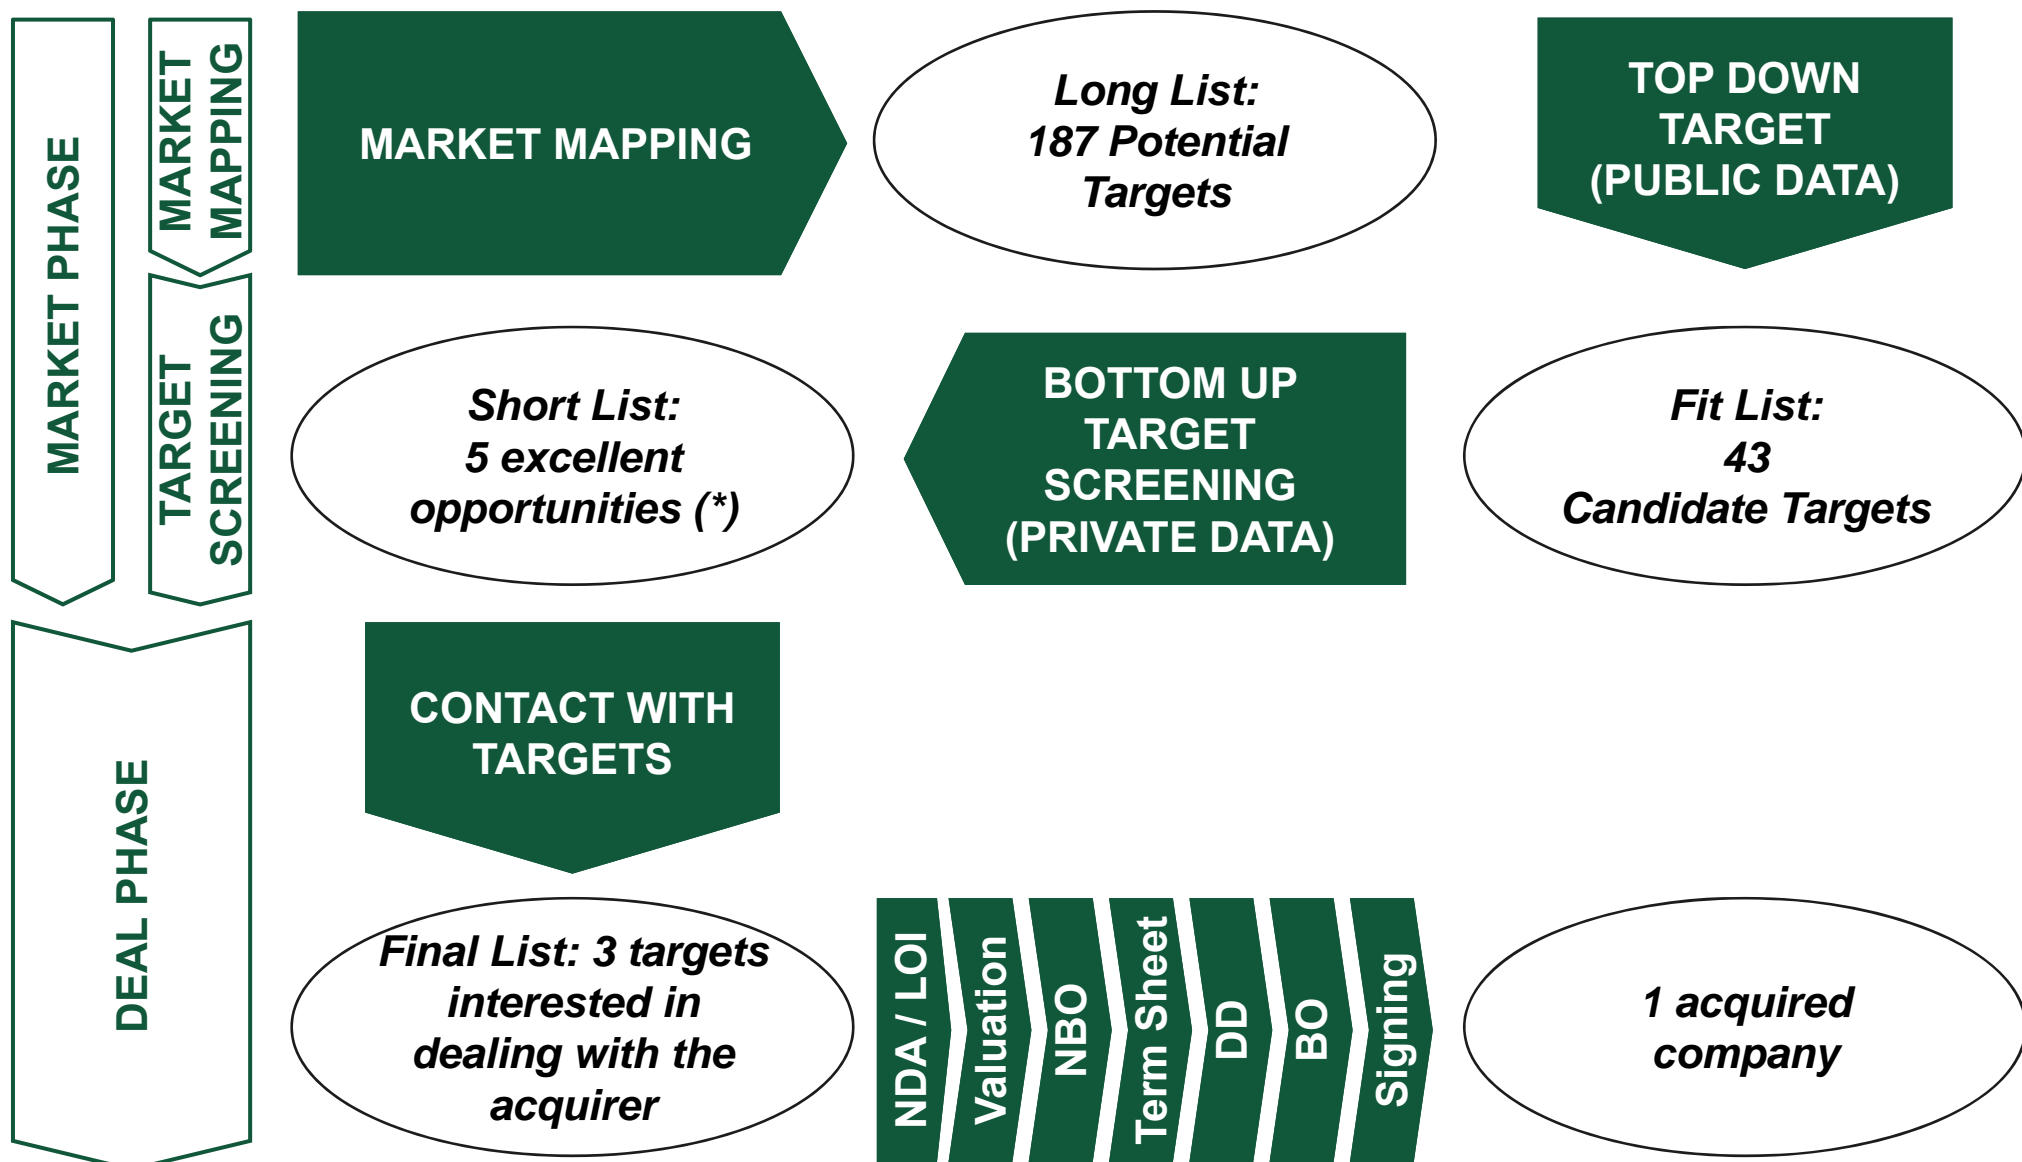 MARKET PHASE
MARKET
MAPPING
MARKET MAPPING
Long List:
187 Potential
Targets
TOP DOWN
TARGET
(PUBLIC DATA)
TARGET
SCREENING
Short List:
5 excellent
opportunities (*)
BOTTOM UP
TARGET
SCREENING
(PRIVATE DATA)
Fit List:
43
Candidate Targets
DEAL PHASE
CONTACT WITH
TARGETS
Final List: 3 targets
interested in
dealing with the
acquirer
NDA / LOI
Valuation
NBO
Term Sheet
DD
BO
Signing
1 acquired
company